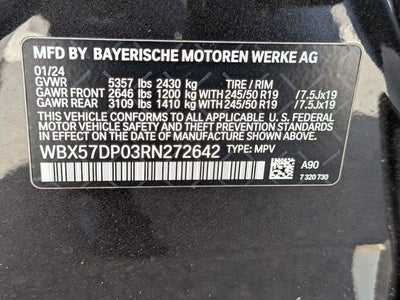 MFD. BY BAYERISCHE MOTOREN WERKE AG
01/24
GVWR 5357 lbs 2430 kg TIRE / RIM
GAWR FRONT 2646 lbs 1200 kg 245/50 R19 /7.5Jx19
GAWR REAR 3109 lbs 1410 kg 245/50 R19 /7.5Jx19
THIS VEHICLE CONFORMS TO ALL APPLICABLE U.S. FEDERAL
MOTOR VEHICLE SAFETY, BUMPER, AND THEFT PREVENTION
STANDARDS IN EFFECT ON THE DATE OF MANUFACTURE SHOWN ABOVE.
WBX57DP03RN272642 TYPE: MPV
A90
7 320 730